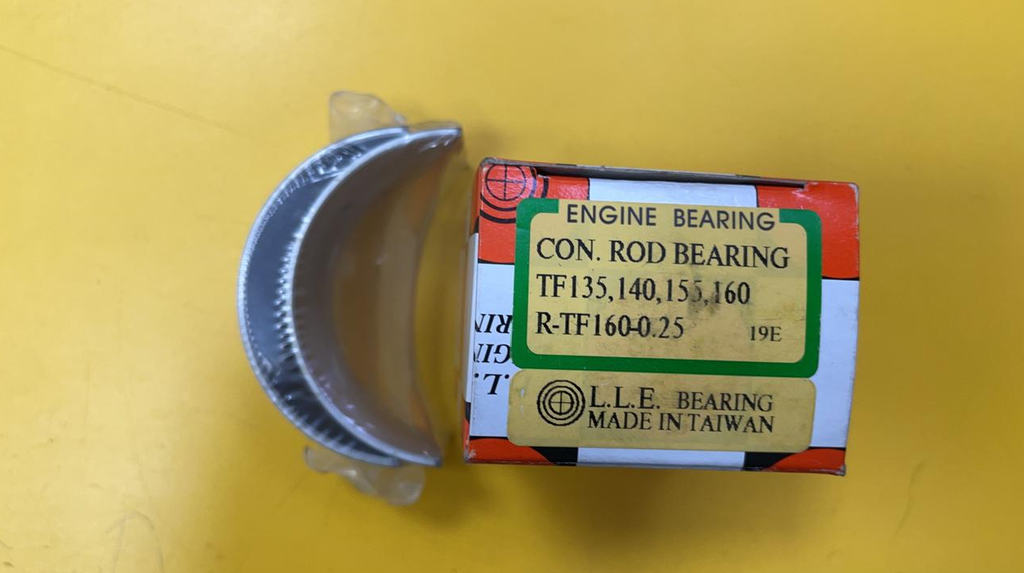 ENGINE BEARING
CON. ROD BEARING
TF135,140,155,160
R-TF160-0.25 19E
L.L.E. BEARING
MADE IN TAIWAN